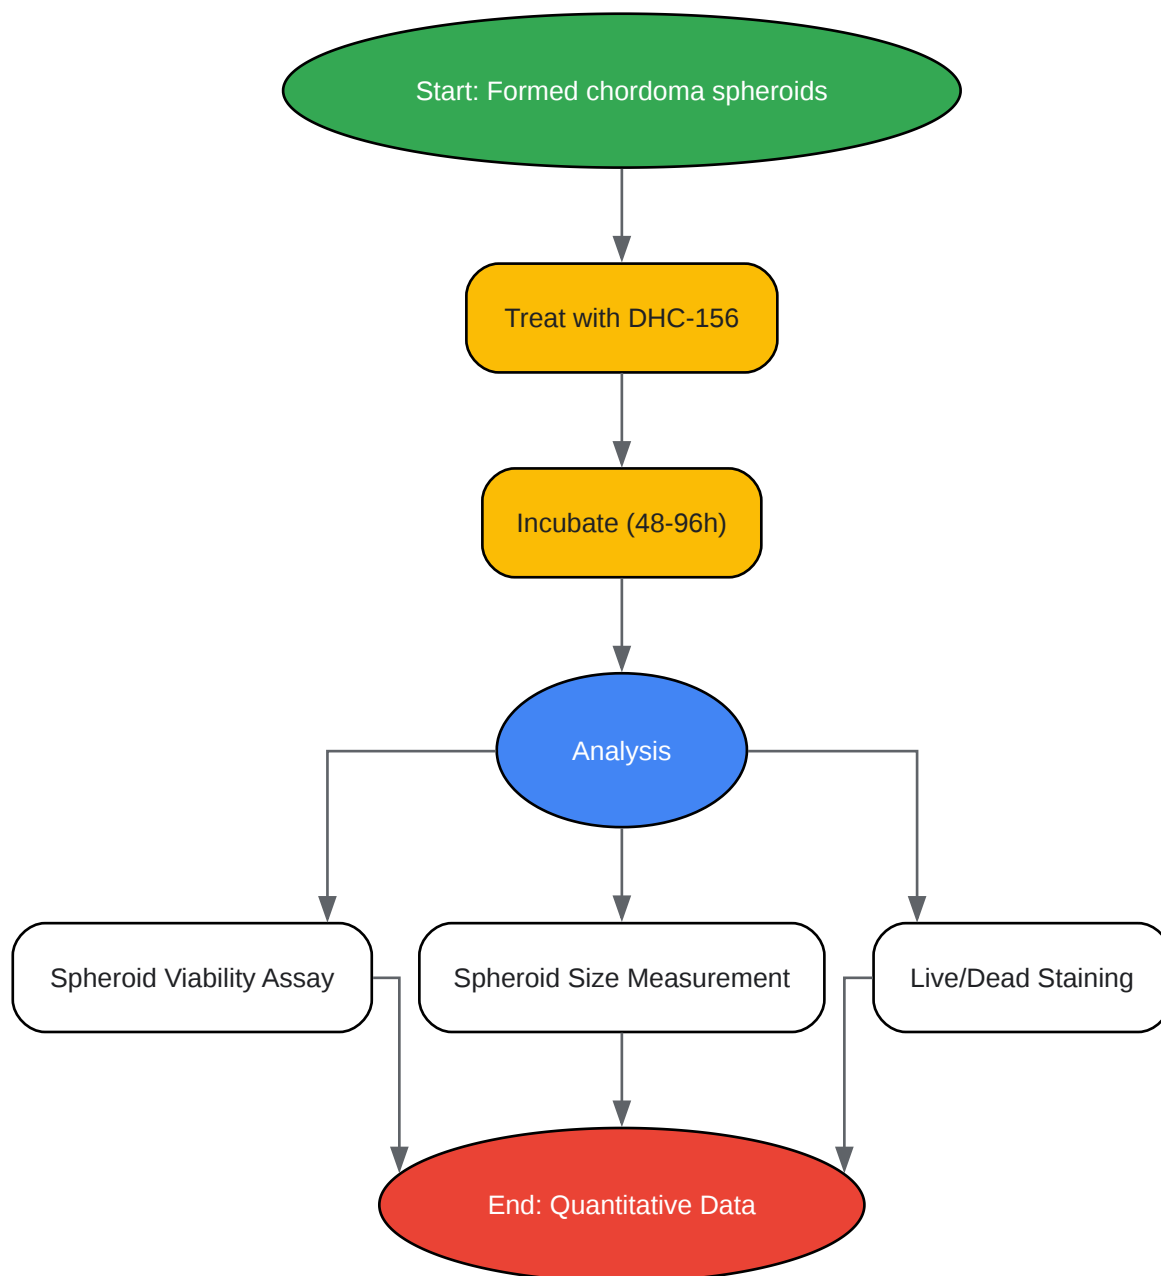 Start: Formed chordoma spheroids
Treat with DHC-156
Incubate (48-96h)
Analysis
Spheroid Viability Assay
Spheroid Size Measurement
Live/Dead Staining
End: Quantitative Data